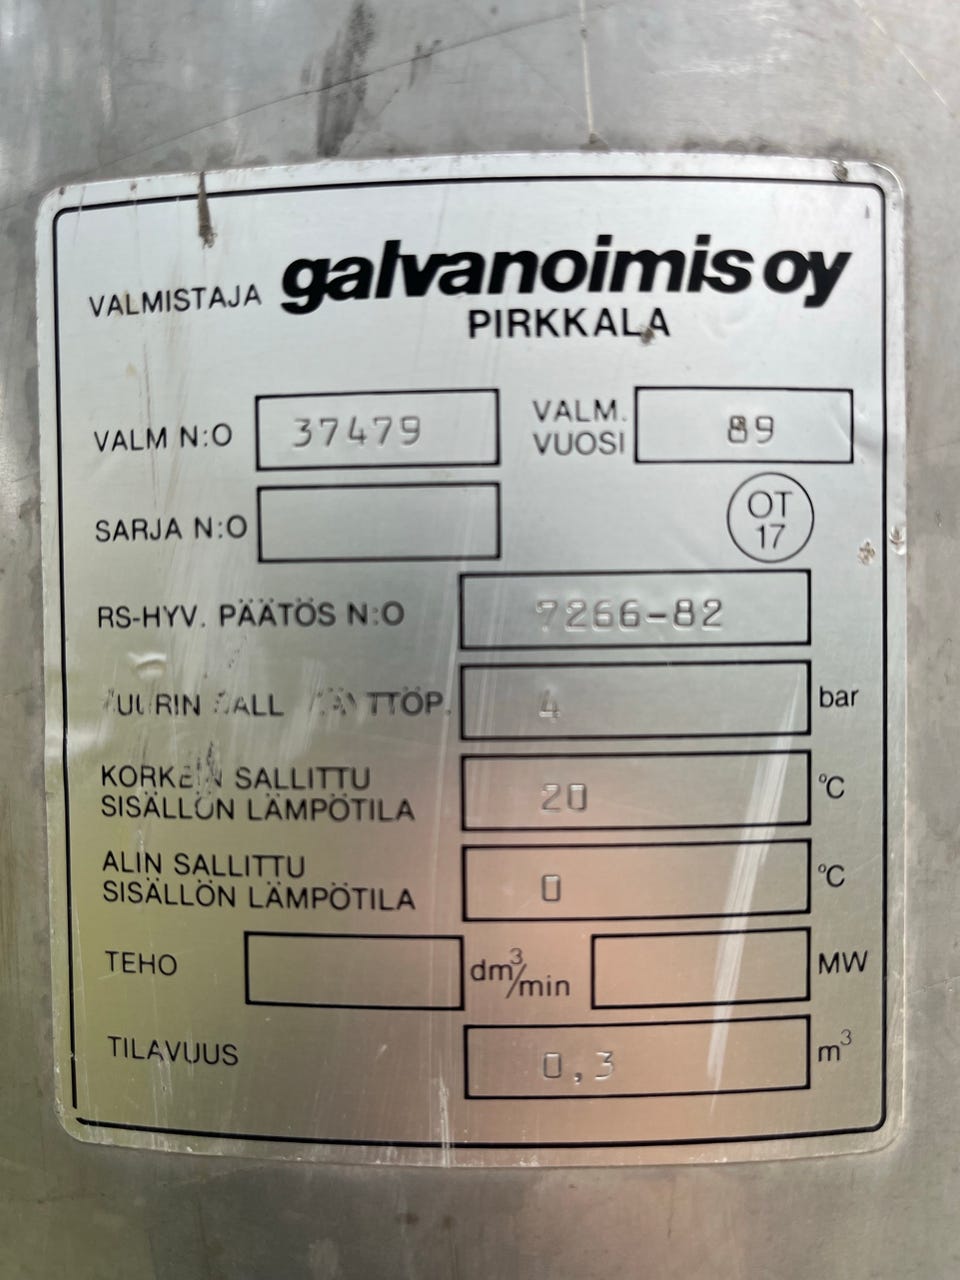 VALMISTAJA galvanoimis oy
PIRKKALA
VALM N:O 37479
VALM. VUOSI 89
SARJA N:O
OT
17
RS-HYV. PÄÄTÖS N:O 7266-82
4 bar
KORKEIN SALLITTU
SISÄLLÖN LÄMPÖTILA 20 °C
ALIN SALLITTU
SISÄLLÖN LÄMPÖTILA 0 °C
TEHO dm³/min MW
TILAVUUS 0,3 m³